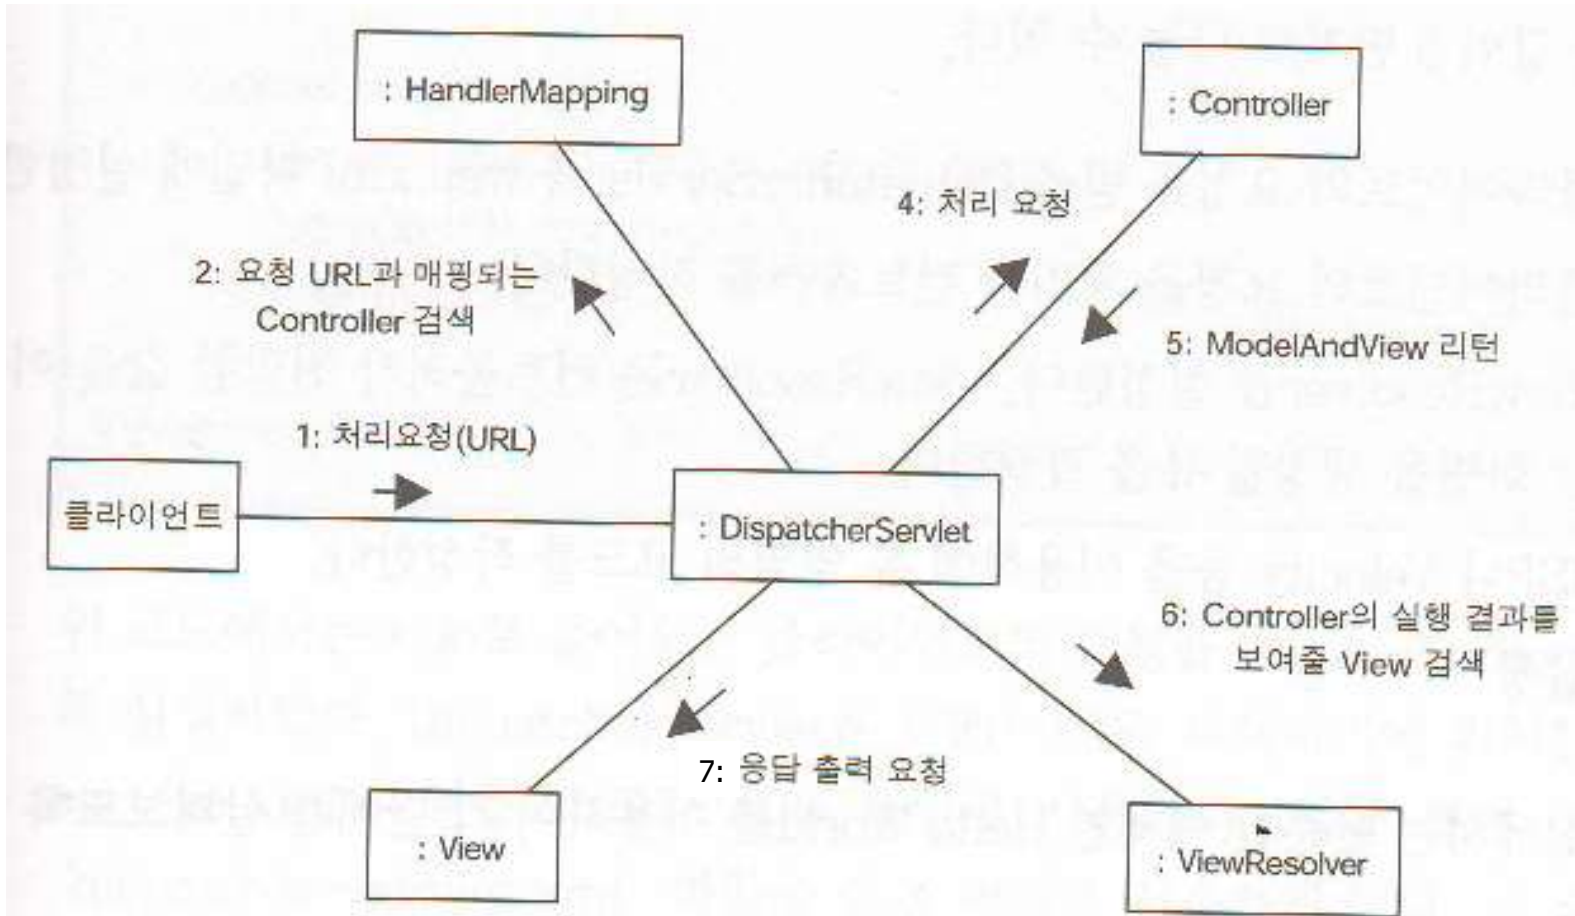 : HandlerMapping
: Controller
4: 처리 요청
2: 요청 URL과 매핑되는
Controller 검색
5: ModelAndView 리턴
1: 처리요청(URL)
클라이언트
: DispatcherServlet
6: Controller의 실행 결과를
보여줄 View 검색
7: 응답 출력 요청
: View
: ViewResolver